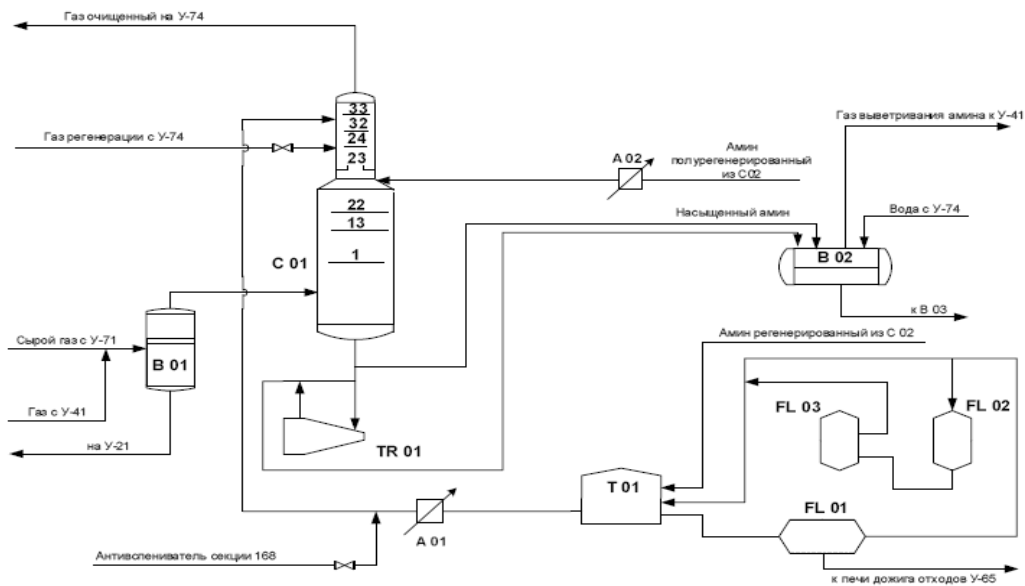 Газ очищенный на У-74
33
32
Газ регенерации с У-74
24
23
А 02
Амин
полурегенерированный
из С02
Газ выветривания амина к У-41
22
13
1
С 01
Насыщенный амин
Вода с У-74
В 02
к В 03
Сырой газ с У-71
В 01
Газ с У-41
на У-21
Амин регенерированный из С 02
FL 03
FL 02
TR 01
Т 01
FL 01
А 01
Антивспениватель секции 168
к печи дожига отходов У-65